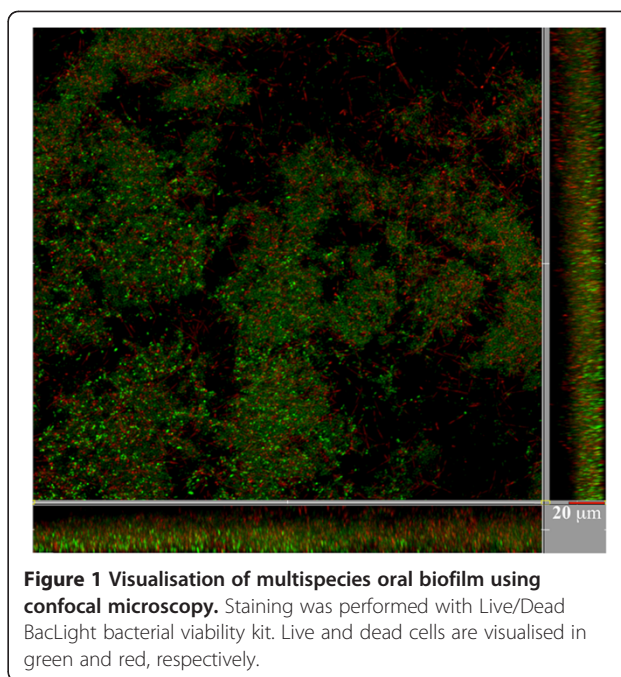 20 μm
Figure 1 Visualisation of multispecies oral biofilm using
confocal microscopy. Staining was performed with Live/Dead
BacLight bacterial viability kit. Live and dead cells are visualised in
green and red, respectively.